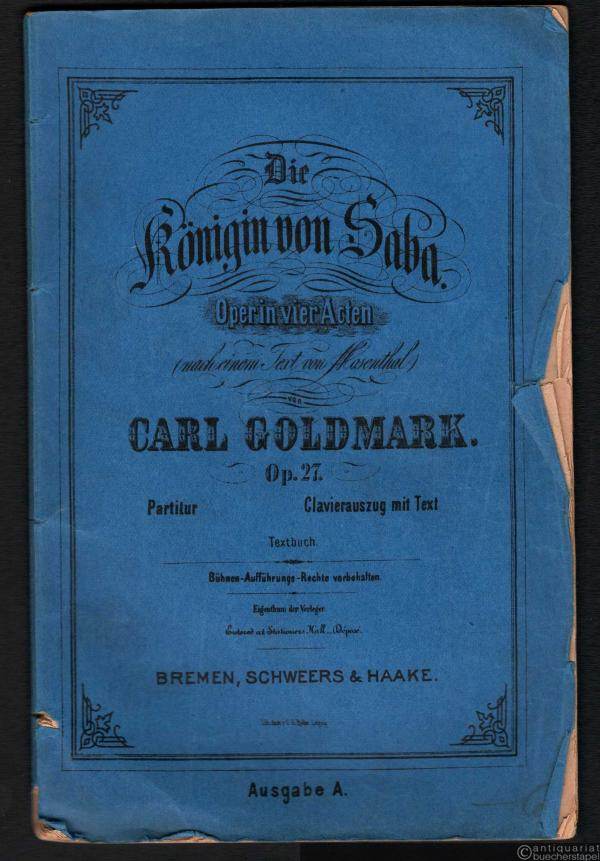 Die
Königin von Saba.
Oper in vier Acten
(nach einem Text von Mosenthal)
von
CARL GOLDMARK.
Op. 27.
Partitur Clavierauszug mit Text
Textbuch.
Bühnen-Aufführungs-Rechte vorbehalten.
Eigenthum der Verleger.
Entered at Stationers Hall. Déposé.
BREMEN, SCHWEERS & HAAKE.
Leipzig
Ausgabe A.
antiquariat
buecherstapel